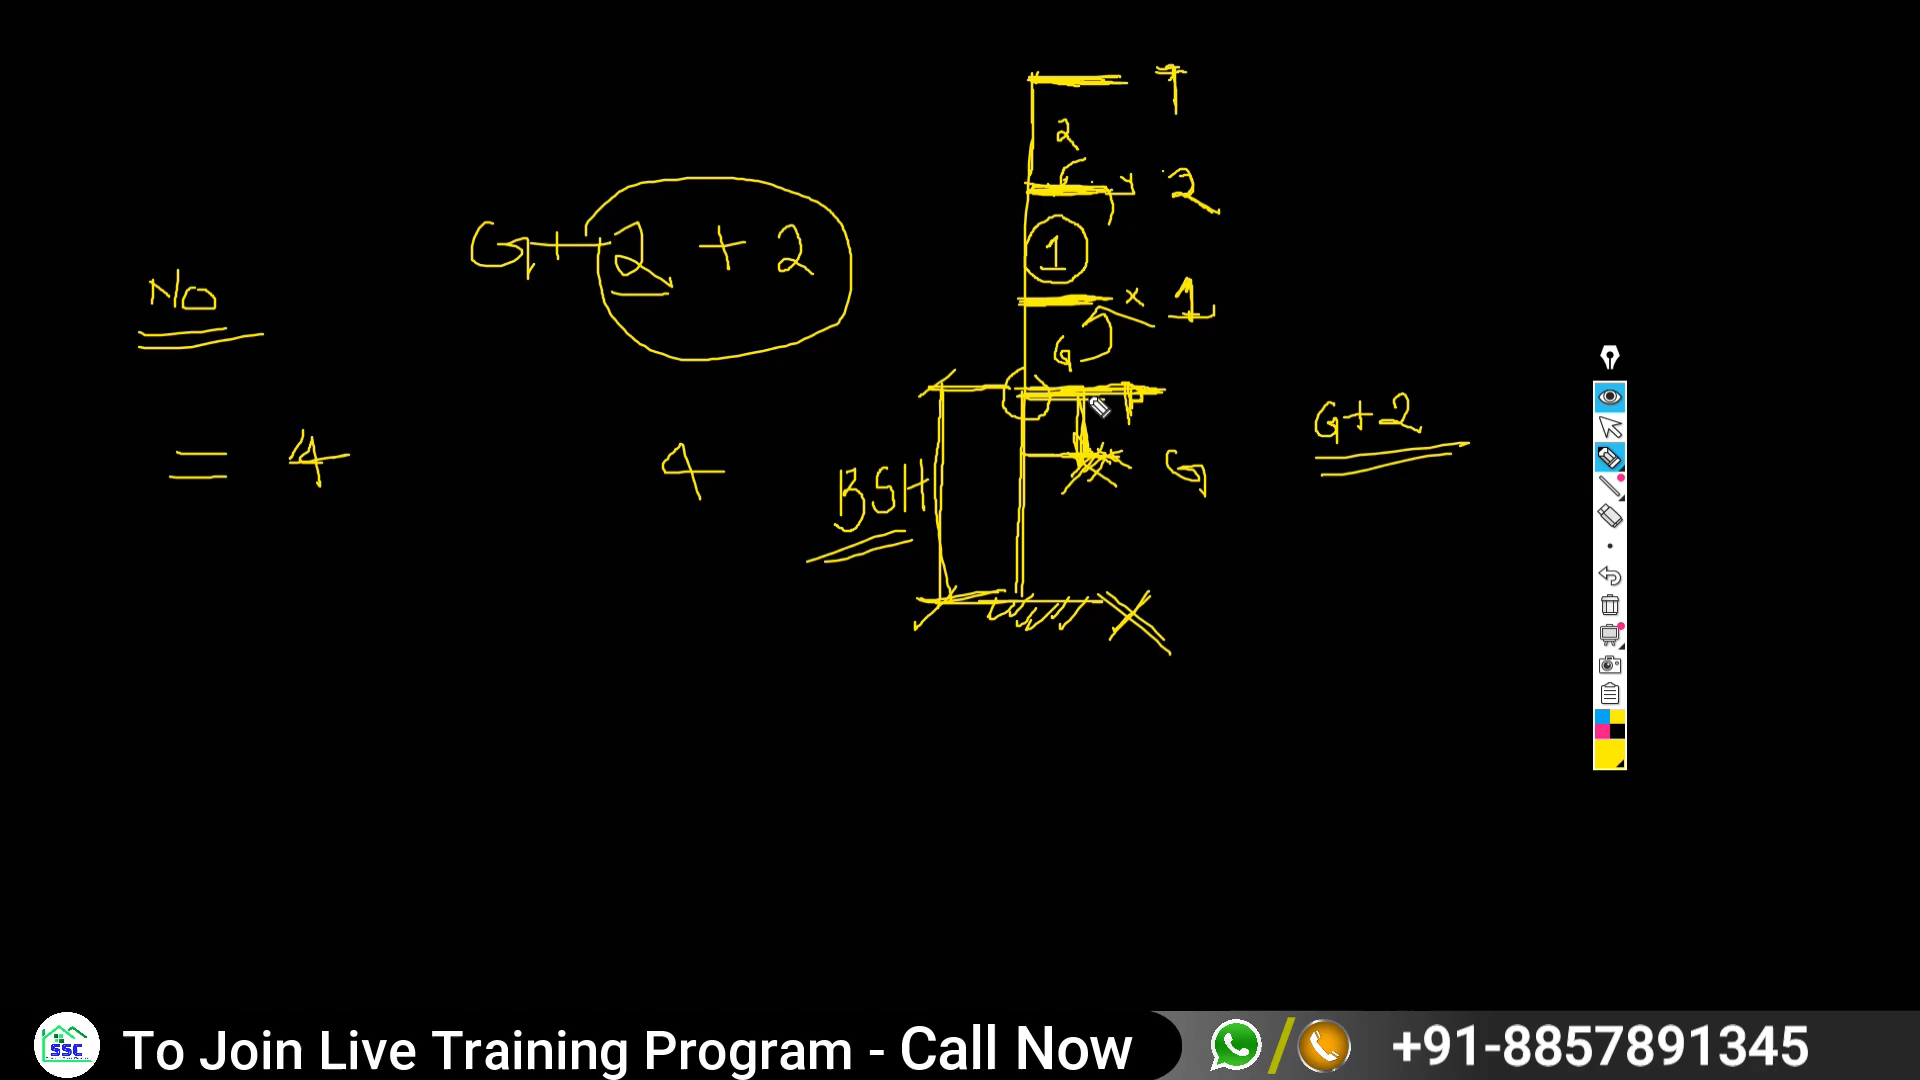 T
2
2
G+2+2
1
NO
1
G
G+2
= 4
4
BSH
G
SSC
To Join Live Training Program - Call Now
+91-8857891345